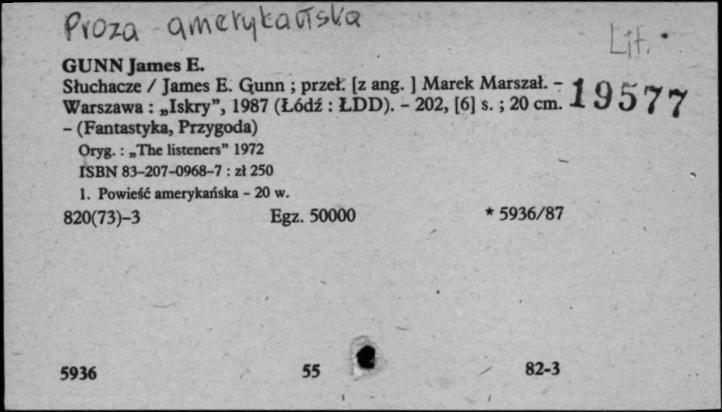 Proza amerykańska
Lit.
GUNN James E.
Słuchacze / James E. Gunn ; przeł. [z ang. ] Marek Marszał. –
Warszawa : „Iskry”, 1987 (Łódź : ŁDD). – 202, [6] s. ; 20 cm.
19577
– (Fantastyka, Przygoda)
Oryg. : „The listeners” 1972
ISBN 83-207-0968-7 : zł 250
1. Powieść amerykańska – 20 w.
820(73)-3 Egz. 50000 * 5936/87
5936 55 82-3